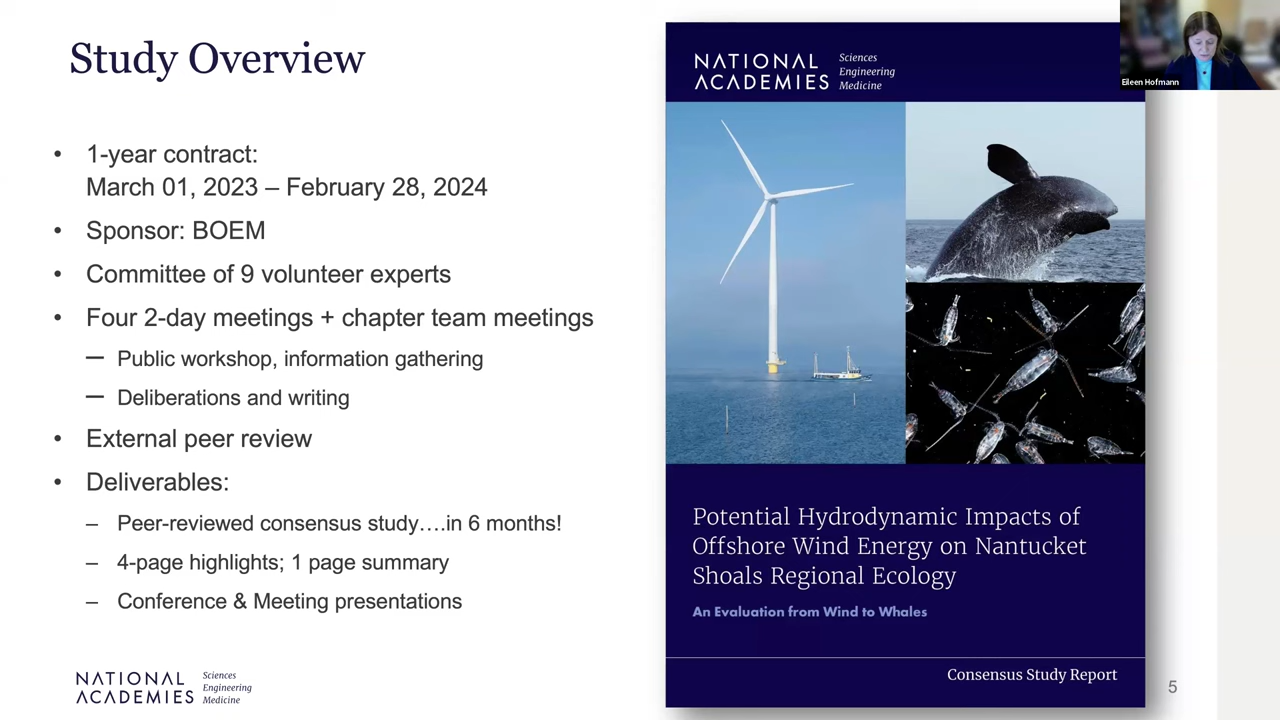 Study Overview
• 1-year contract:
March 01, 2023 – February 28, 2024
• Sponsor: BOEM
• Committee of 9 volunteer experts
• Four 2-day meetings + chapter team meetings
– Public workshop, information gathering
– Deliberations and writing
• External peer review
• Deliverables:
– Peer-reviewed consensus study….in 6 months!
– 4-page highlights; 1 page summary
– Conference & Meeting presentations
NATIONAL ACADEMIES
Sciences
Engineering
Medicine
NATIONAL
ACADEMIES
Sciences
Engineering
Medicine
Potential Hydrodynamic Impacts of
Offshore Wind Energy on Nantucket
Shoals Regional Ecology
An Evaluation from Wind to Whales
Consensus Study Report
5
Eileen Hofmann